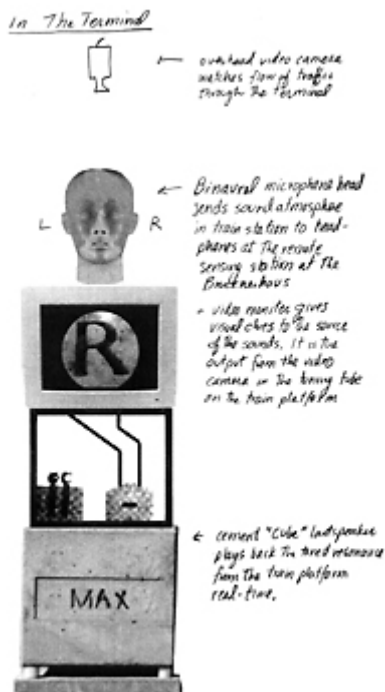 In The Terminal
← overhead video camera
watches flow of traffic
through the Terminal
← Binaural microphone head
sends sound atmosphere
in train station to head-
phones at the remote
sensing station at the
L R
+ video monitor gives
visual clues to the source
of the sounds. It is the
output from the video
camera in the tuning tube
on the train platform
R
← cement "Cube" loudspeaker
plays back the tuned resonance
from the train platform
real-time.
MAX